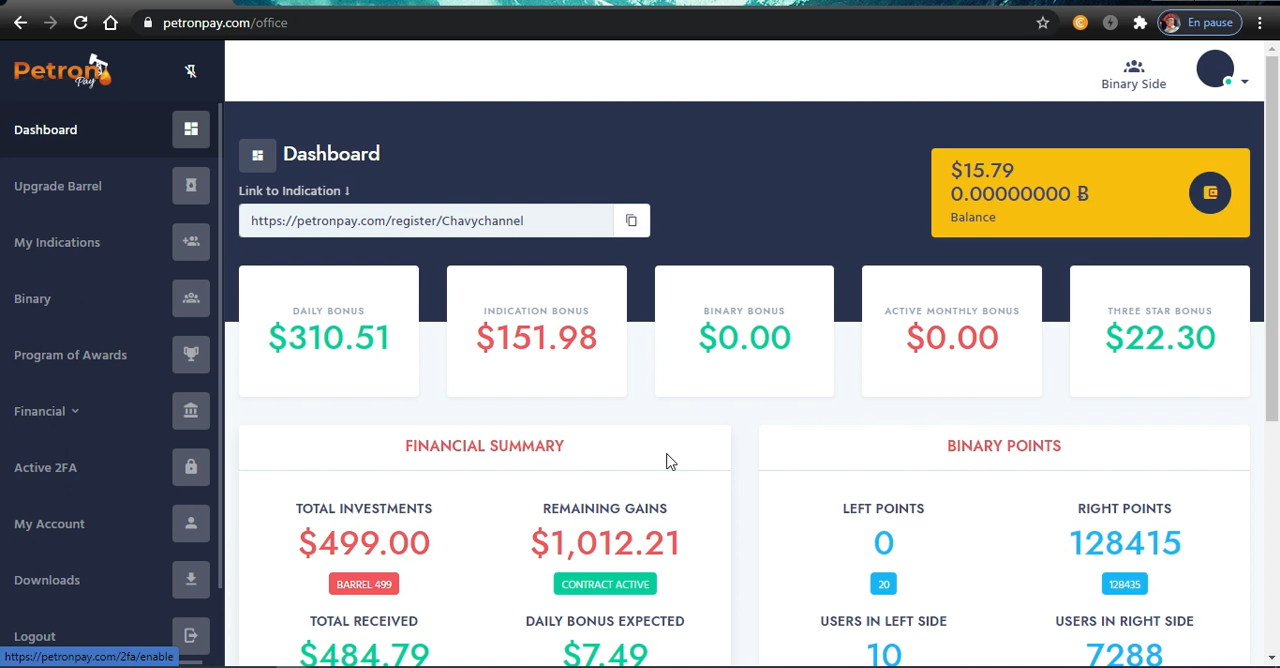 petronpay.com/office
En pause
Petron
Pay
Binary Side
Dashboard
Upgrade Barrel
My Indications
Binary
Program of Awards
Financial
Active 2FA
My Account
Downloads
Logout
https://petronpay.com/2fa/enable
Dashboard
Link to Indication
https://petronpay.com/register/Chavychannel
$15.79
0.00000000 Ƀ
Balance
DAILY BONUS
$310.51
INDICATION BONUS
$151.98
BINARY BONUS
$0.00
ACTIVE MONTHLY BONUS
$0.00
THREE STAR BONUS
$22.30
FINANCIAL SUMMARY
TOTAL INVESTMENTS
$499.00
BARREL 499
REMAINING GAINS
$1,012.21
CONTRACT ACTIVE
TOTAL RECEIVED
$484.79
DAILY BONUS EXPECTED
$7.49
BINARY POINTS
LEFT POINTS
0
20
RIGHT POINTS
128415
128435
USERS IN LEFT SIDE
10
USERS IN RIGHT SIDE
7288